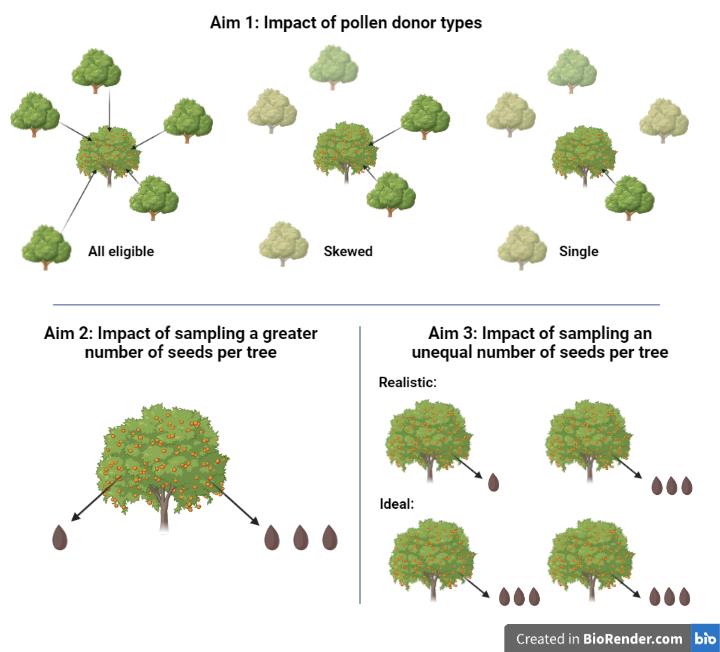 Aim 1: Impact of pollen donor types
All eligible
Skewed
Single
Aim 2: Impact of sampling a greater
number of seeds per tree
Aim 3: Impact of sampling an
unequal number of seeds per tree
Realistic:
Ideal:
Created in BioRender.com bio